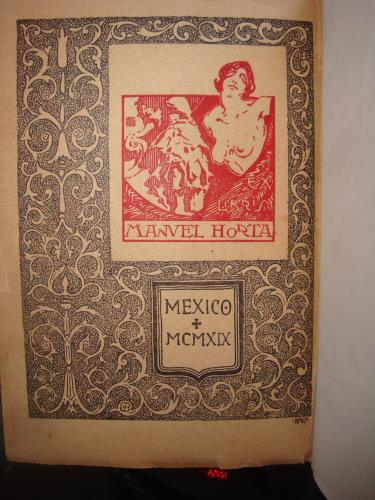 EX
LIBRIS
MANVEL HORTA
MEXICO
MCMXIX